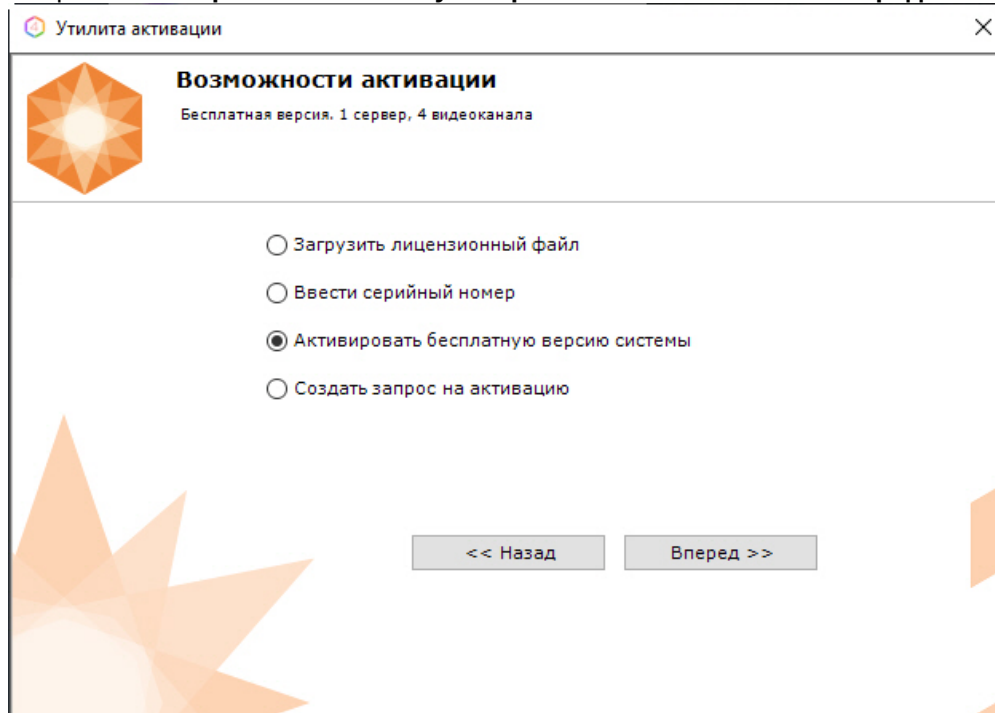 Утилита активации
Возможности активации
Бесплатная версия. 1 сервер, 4 видеоканала
Загрузить лицензионный файл
Ввести серийный номер
Активировать бесплатную версию системы
Создать запрос на активацию
<< Назад
Вперед >>